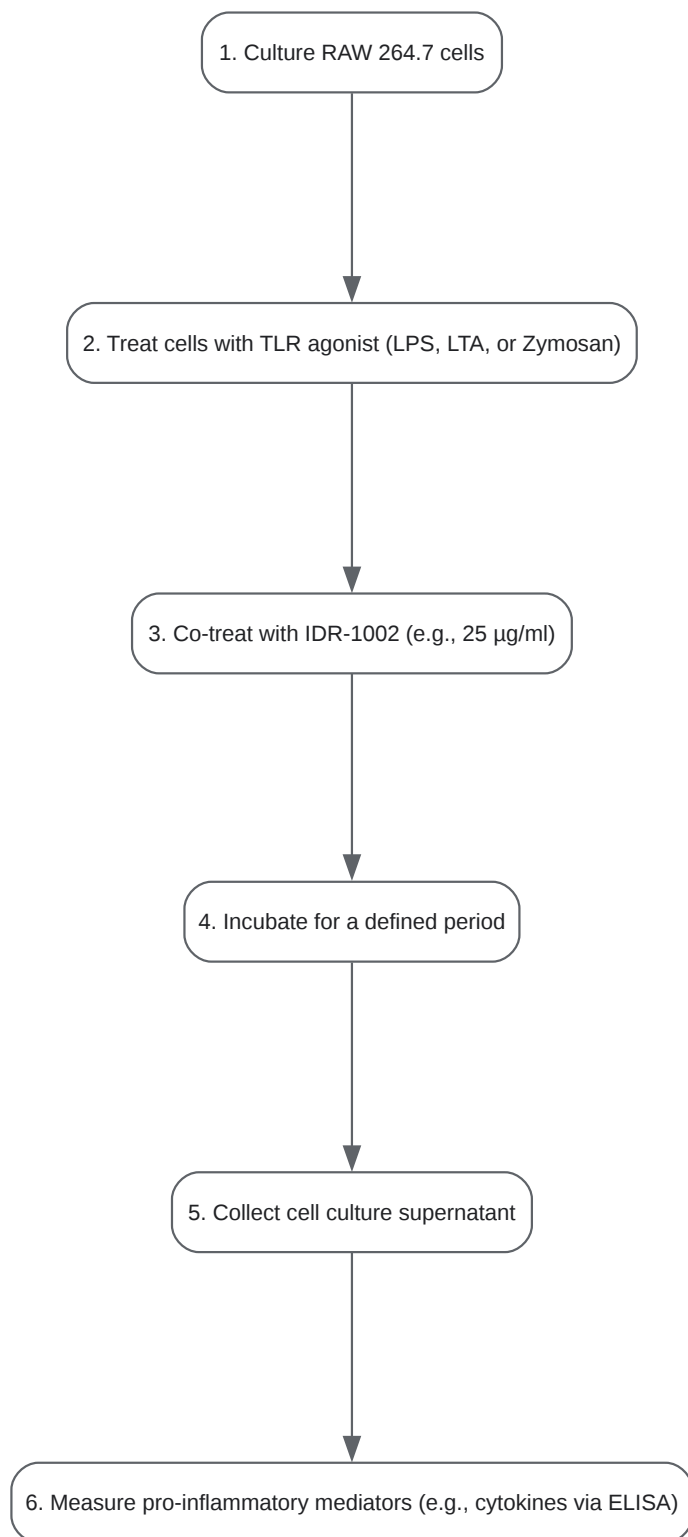 1. Culture RAW 264.7 cells
2. Treat cells with TLR agonist (LPS, LTA, or Zymosan)
3. Co-treat with IDR-1002 (e.g., 25 µg/ml)
4. Incubate for a defined period
5. Collect cell culture supernatant
6. Measure pro-inflammatory mediators (e.g., cytokines via ELISA)